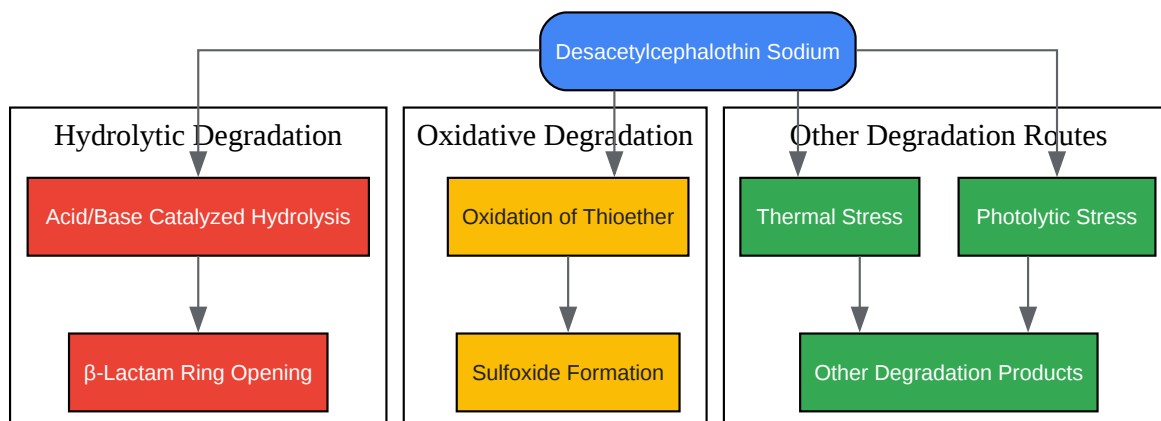 Desacetylcephalothin Sodium
Hydrolytic Degradation
Oxidative Degradation
Other Degradation Routes
Acid/Base Catalyzed Hydrolysis
Oxidation of Thioether
Thermal Stress
Photolytic Stress
β-Lactam Ring Opening
Sulfoxide Formation
Other Degradation Products